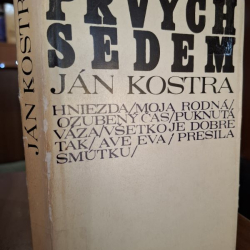 PRVÝCH
SEDEM
JÁN KOSTRA
HNIEZDA/MOJA RODNÁ/
OZUBENÝ ČAS/PUKNUTÁ
VÁZA/VŠETKO JE DOBRE
TAK/AVE EVA/PRESILA
SMÚTKU/
JÁN KOSTRA